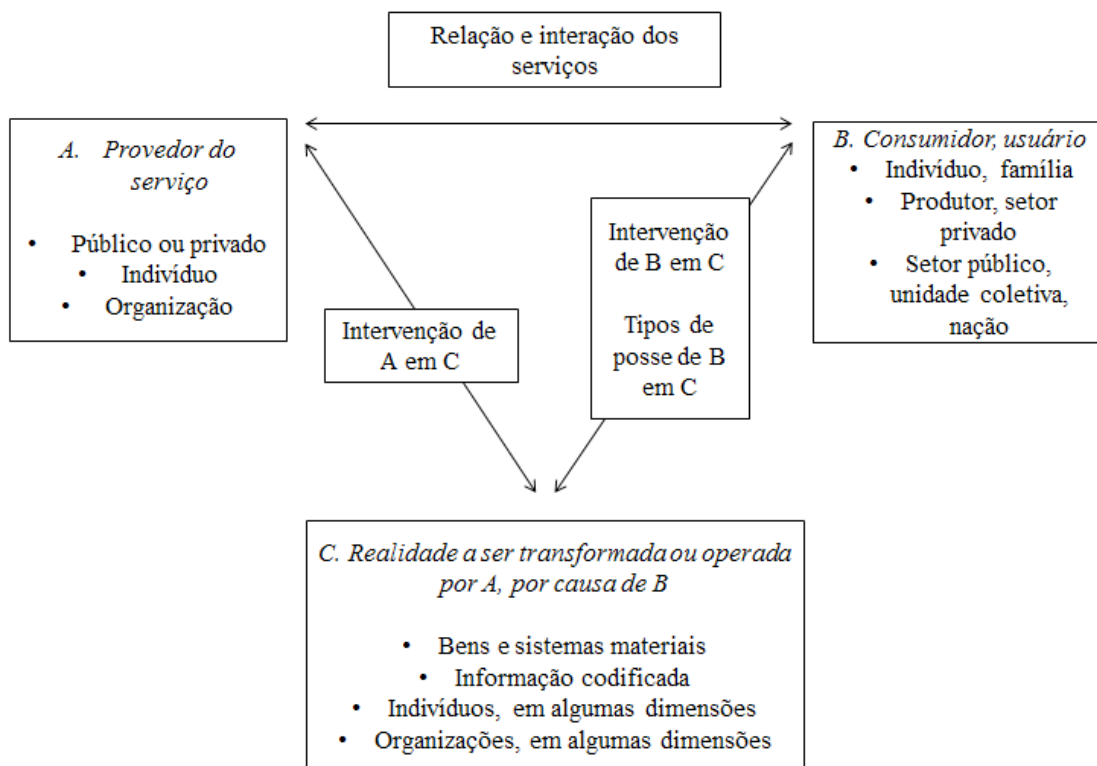 Relação e interação dos
serviços
A. Provedor do
serviço
• Público ou privado
• Indivíduo
• Organização
B. Consumidor, usuário
• Indivíduo, família
• Produtor, setor
privado
• Setor público,
unidade coletiva,
nação
Intervenção de
A em C
Intervenção
de B em C
Tipos de
posse de B
em C
C. Realidade a ser transformada ou operada
por A, por causa de B
• Bens e sistemas materiais
• Informação codificada
• Indivíduos, em algumas dimensões
• Organizações, em algumas dimensões